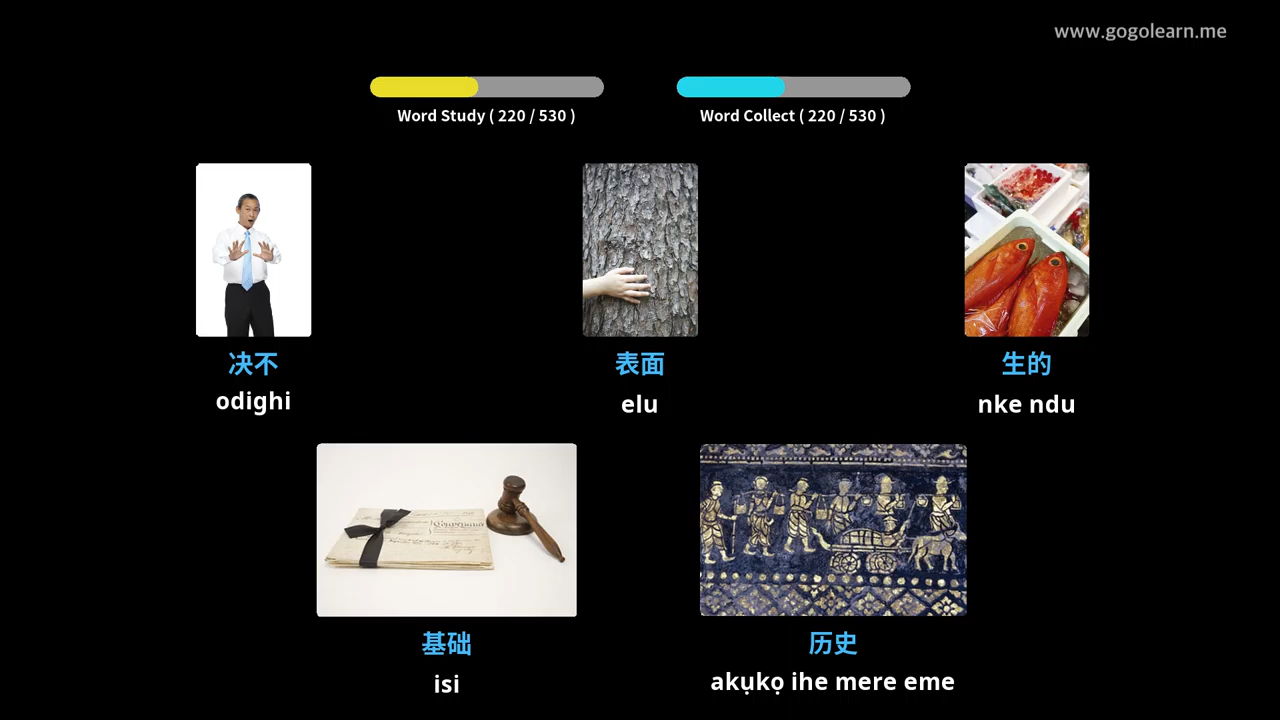 www.gogolearn.me
Word Study ( 220 / 530 )
Word Collect ( 220 / 530 )
决不
odighi
表面
elu
生的
nke ndu
基础
isi
历史
akụkọ ihe mere eme